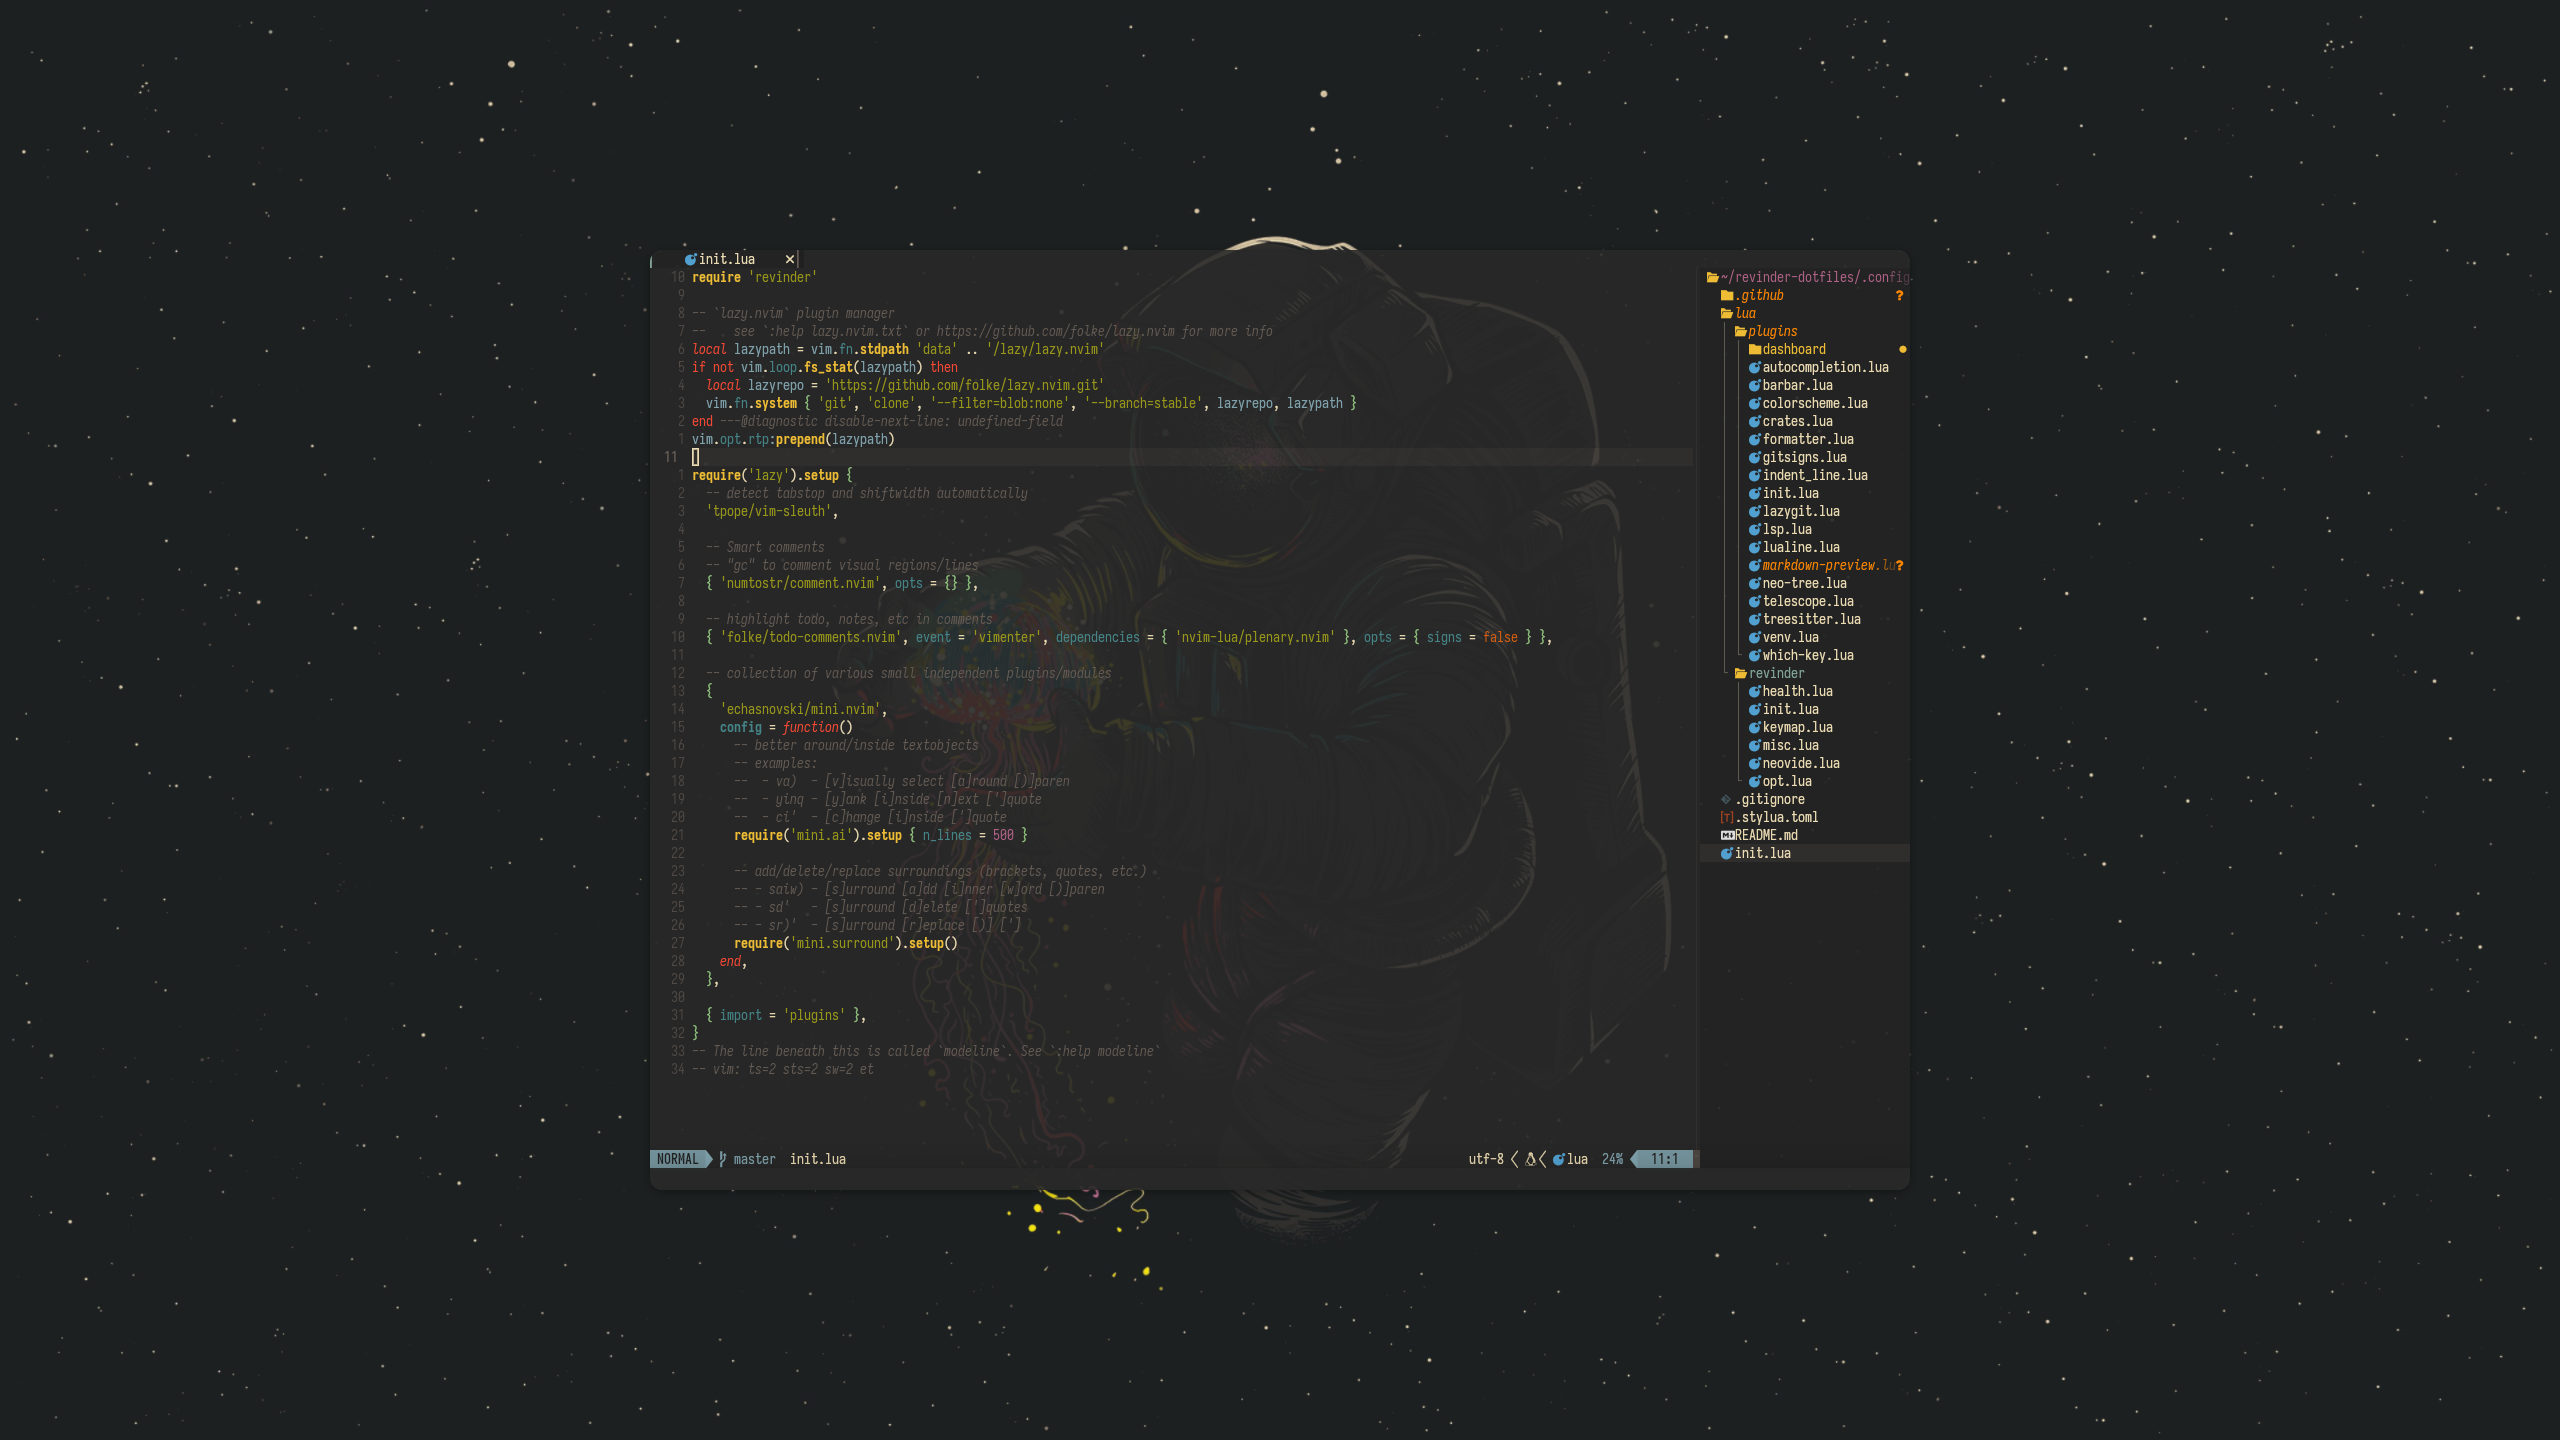 init.lua ×
10 require 'revinder'
9
8 -- `lazy.nvim` plugin manager
7 --    see `:help lazy.nvim.txt` or https://github.com/folke/lazy.nvim for more info
6 local lazypath = vim.fn.stdpath 'data' .. '/lazy/lazy.nvim'
5 if not vim.loop.fs_stat(lazypath) then
4   local lazyrepo = 'https://github.com/folke/lazy.nvim.git'
3   vim.fn.system { 'git', 'clone', '--filter=blob:none', '--branch=stable', lazyrepo, lazypath }
2 end ---@diagnostic disable-next-line: undefined-field
1 vim.opt.rtp:prepend(lazypath)
11
1 require('lazy').setup {
2   -- detect tabstop and shiftwidth automatically
3   'tpope/vim-sleuth',
4
5   -- Smart comments
6   -- "gc" to comment visual regions/lines
7   { 'numtostr/comment.nvim', opts = {} },
8
9   -- highlight todo, notes, etc in comments
10   { 'folke/todo-comments.nvim', event = 'vimenter', dependencies = { 'nvim-lua/plenary.nvim' }, opts = { signs = false } },
11
12   -- collection of various small independent plugins/modules
13   {
14     'echasnovski/mini.nvim',
15     config = function()
16       -- better around/inside textobjects
17       -- examples:
18       --  - va)  - [v]isually select [a]round [)]paren
19       --  - yinq - [y]ank [i]nside [n]ext [']quote
20       --  - ci'  - [c]hange [i]nside [']quote
21       require('mini.ai').setup { n_lines = 500 }
22
23       -- add/delete/replace surroundings (brackets, quotes, etc.)
24       -- - saiw) - [s]urround [a]dd [i]nner [w]ord [)]paren
25       -- - sd'   - [s]urround [d]elete [']quotes
26       -- - sr)'  - [s]urround [r]eplace [)] [']
27       require('mini.surround').setup()
28     end,
29   },
30
31   { import = 'plugins' },
32 }
33 -- The line beneath this is called `modeline`. See `:help modeline`
34 -- vim: ts=2 sts=2 sw=2 et
NORMAL master init.lua utf-8 lua 24% 11:1
~/revinder-dotfiles/.config
.github ?
lua
plugins
dashboard
autocompletion.lua
barbar.lua
colorscheme.lua
crates.lua
formatter.lua
gitsigns.lua
indent_line.lua
init.lua
lazygit.lua
lsp.lua
lualine.lua
markdown-preview.lu?
neo-tree.lua
telescope.lua
treesitter.lua
venv.lua
which-key.lua
revinder
health.lua
init.lua
keymap.lua
misc.lua
neovide.lua
opt.lua
.gitignore
.stylua.toml
README.md
init.lua